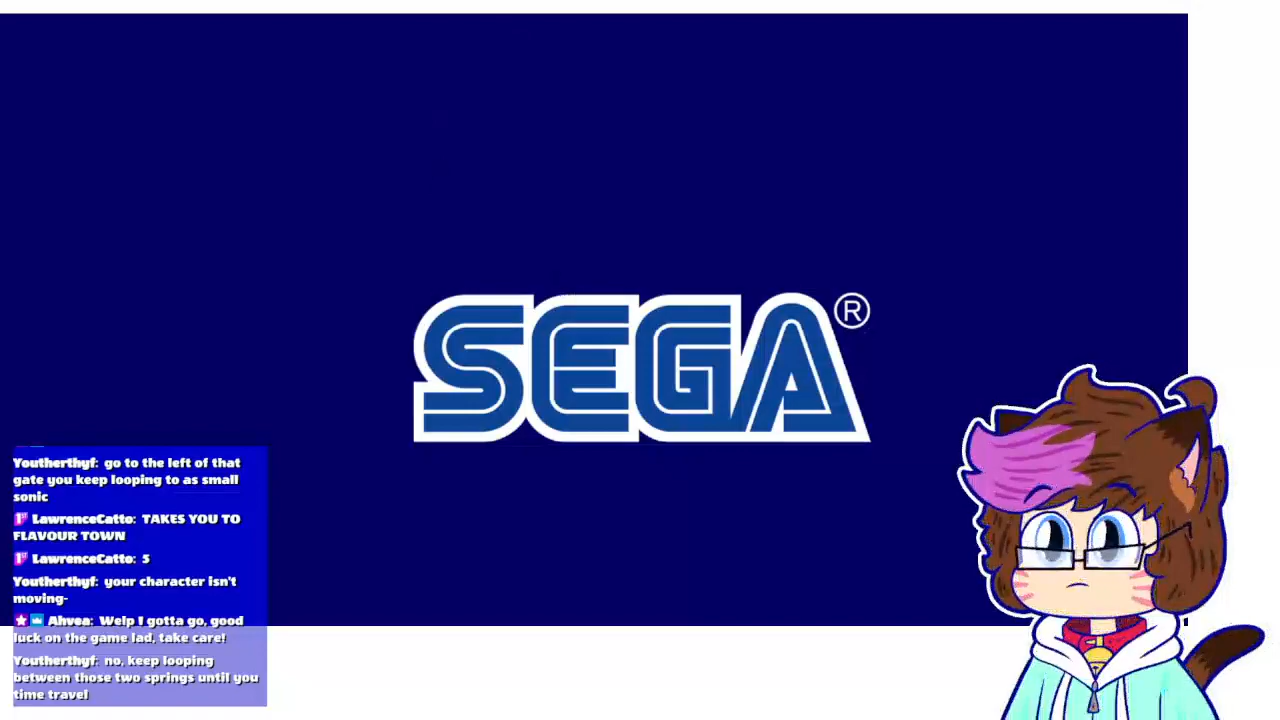 SEGA®
Youtherthyf: go to the left of that
gate you keep looping to as small
sonic
1st LawrenceCatto: TAKES YOU TO
FLAVOUR TOWN
1st LawrenceCatto: 5
Youtherthyf: your character isn't
moving-
Ahvea: Welp I gotta go, good
luck on the game lad, take care!
Youtherthyf: no, keep looping
between those two springs until you
time travel